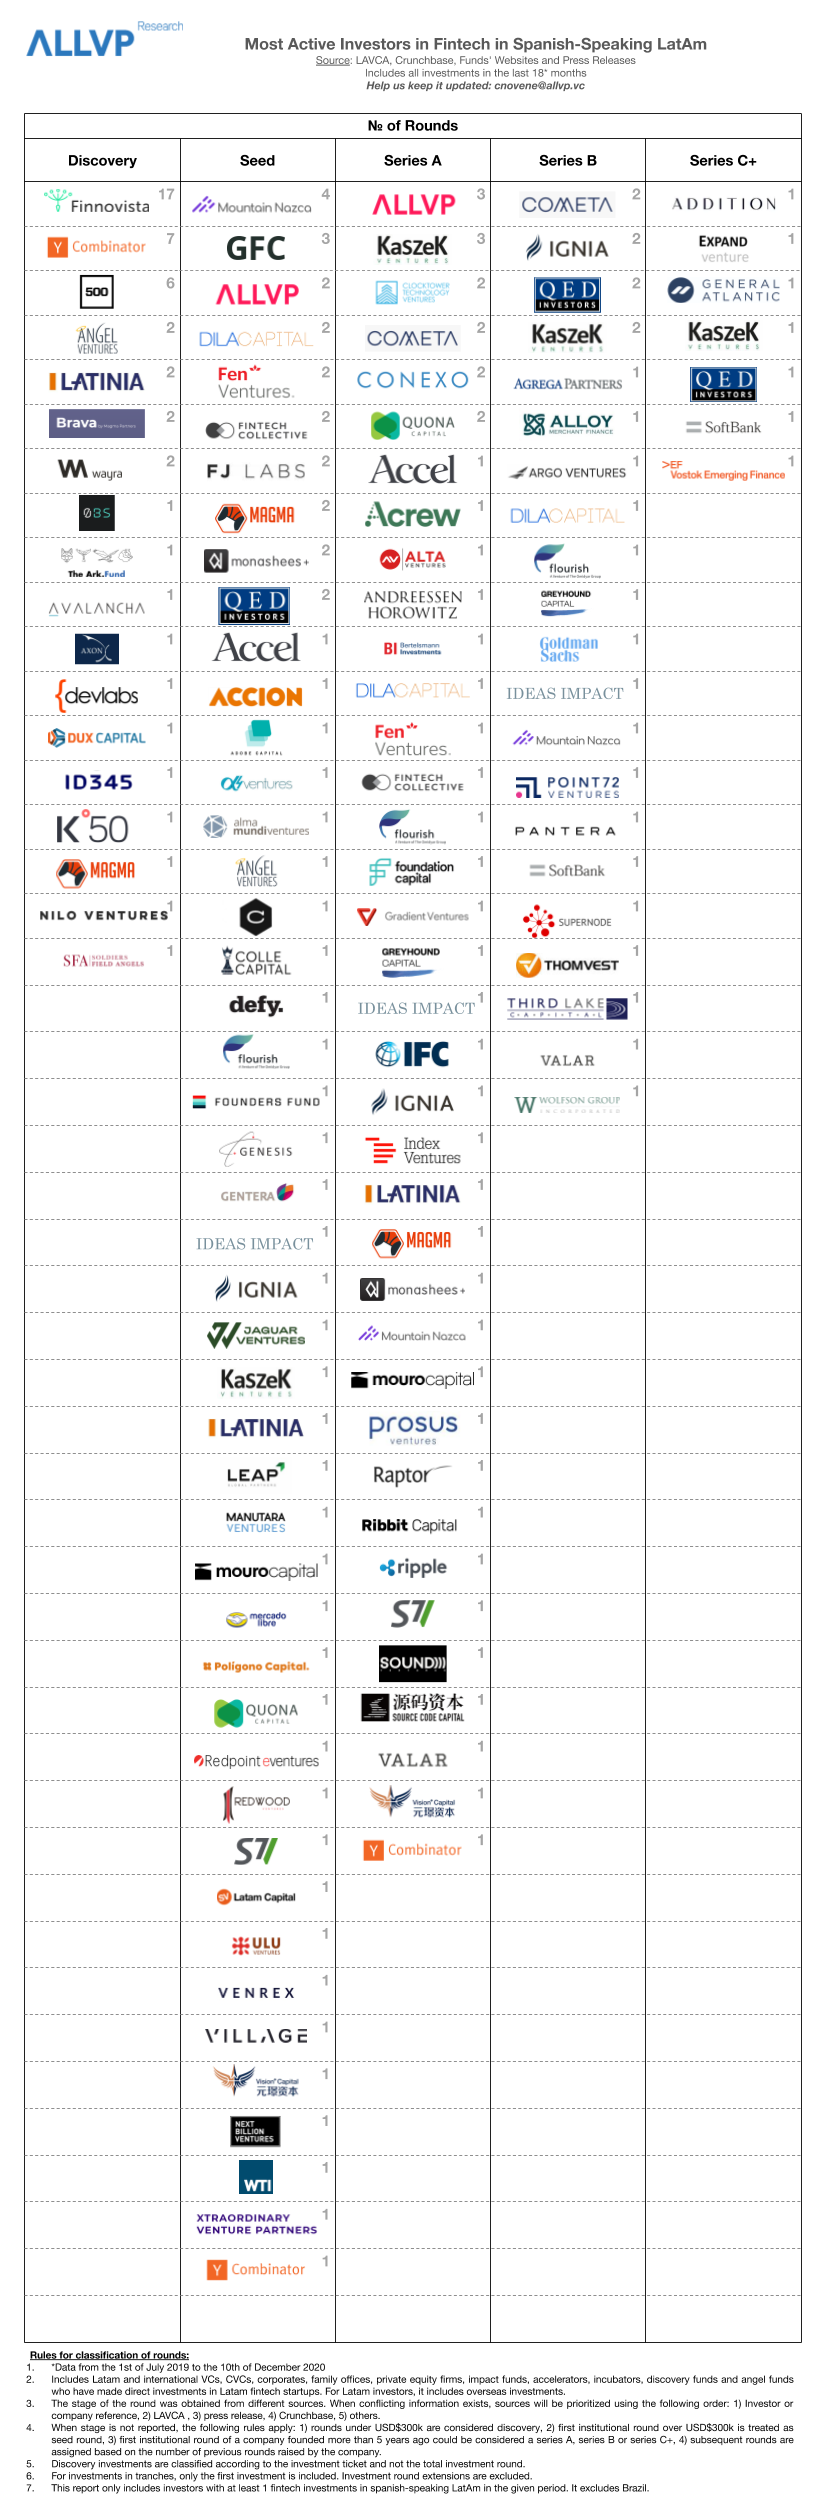 ALLVP Research
Most Active Investors in Fintech in Spanish-Speaking LatAm
Source: LAVCA, Crunchbase, Funds' Websites and Press Releases
Includes all investments in the last 18* months
Help us keep it updated: cnovene@allvp.vc
№ of Rounds
Discovery Seed Series A Series B Series C+
Finnovista 17 Mountain Nazca 4 ALLVP 3 COMETA 2 ADDITION 1
Y Combinator 7 GFC 3 KaszeK VENTURES 3 IGNIA 2 EXPAND venture 1
500 6 ALLVP 2 CLOCKTOWER TECHNOLOGY VENTURES 2 QED INVESTORS 2 GENERAL ATLANTIC 1
ANGEL VENTURES 2 DILACAPITAL 2 COMETA 2 KaszeK VENTURES 2 KaszeK VENTURES 1
LATINIA 2 Fen Ventures. 2 CONEXO 2 AGREGA PARTNERS 1 QED INVESTORS 1
Brava by Magma Partners 2 FINTECH COLLECTIVE 2 QUONA CAPITAL 2 ALLOY MERCHANT FINANCE 1 SoftBank 1
wayra 2 FJ LABS 2 Accel 1 ARGO VENTURES 1 >EF Vostok Emerging Finance 1
ØBS 1 MAGMA 2 Acrew 1 DILACAPITAL 1
The Ark.Fund 1 monashees+ 2 ALTA VENTURES 1 flourish A Venture of The Omidyar Group 1
AVALANCHA 1 QED INVESTORS 2 ANDREESSEN HOROWITZ 1 GREYHOUND CAPITAL 1
AXON 1 Accel 1 BI Bertelsmann Investments 1 Goldman Sachs 1
{devlabs 1 ACCION 1 DILACAPITAL 1 IDEAS IMPACT 1
DUX CAPITAL 1 ADOBE CAPITAL 1 Fen Ventures. 1 Mountain Nazca 1
ID345 1 ventures 1 FINTECH COLLECTIVE 1 POINT72 VENTURES 1
K°50 1 alma mundiventures 1 flourish A Venture of The Omidyar Group 1 PANTERA 1
MAGMA 1 ANGEL VENTURES 1 foundation capital 1 SoftBank 1
NILO VENTURES 1 C 1 Gradient Ventures 1 SUPERNODE 1
SFA SOLDIERS FIELD ANGELS 1 COLLE CAPITAL 1 GREYHOUND CAPITAL 1 THOMVEST 1
defy. 1 IDEAS IMPACT 1 THIRD LAKE CAPITAL 1
flourish A Venture of The Omidyar Group 1 IFC 1 VALAR 1
FOUNDERS FUND 1 IGNIA 1 W WOLFSON GROUP INCORPORATED 1
GENESIS 1 Index Ventures 1
GENTERA 1 LATINIA 1
IDEAS IMPACT 1 MAGMA 1
IGNIA 1 monashees+ 1
JAGUAR VENTURES 1 Mountain Nazca 1
KaszeK VENTURES 1 mourocapital 1
LATINIA 1 prosus ventures 1
LEAP GLOBAL PARTNERS 1 Raptor 1
MANUTARA VENTURES 1 Ribbit Capital 1
mourocapital 1 ripple 1
mercado libre 1 S7V 1
Polígono Capital. 1 SOUND))) 1
QUONA CAPITAL 1 源码资本 SOURCE CODE CAPITAL 1
Redpoint eventures 1 VALAR 1
REDWOOD 1 Vision+Capital 元璟资本 1
S7V 1 Y Combinator 1
SV Latam Capital 1
ULU VENTURES 1
VENREX 1
VILLAGE 1
Vision+Capital 元璟资本 1
NEXT BILLION VENTURES 1
WTI 1
XTRAORDINARY VENTURE PARTNERS 1
Y Combinator 1
Rules for classification of rounds:
1. *Data from the 1st of July 2019 to the 10th of December 2020
2. Includes Latam and international VCs, CVCs, corporates, family offices, private equity firms, impact funds, accelerators, incubators, discovery funds and angel funds
who have made direct investments in Latam fintech startups. For Latam investors, it includes overseas investments.
3. The stage of the round was obtained from different sources. When conflicting information exists, sources will be prioritized using the following order: 1) Investor or
company reference, 2) LAVCA , 3) press release, 4) Crunchbase, 5) others.
4. When stage is not reported, the following rules apply: 1) rounds under USD$300k are considered discovery, 2) first institutional round over USD$300k is treated as
seed round, 3) first institutional round of a company founded more than 5 years ago could be considered a series A, series B or series C+, 4) subsequent rounds are
assigned based on the number of previous rounds raised by the company.
5. Discovery investments are classified according to the investment ticket and not the total investment round.
6. For investments in tranches, only the first investment is included. Investment round extensions are excluded.
7. This report only includes investors with at least 1 fintech investments in spanish-speaking LatAm in the given period. It excludes Brazil.